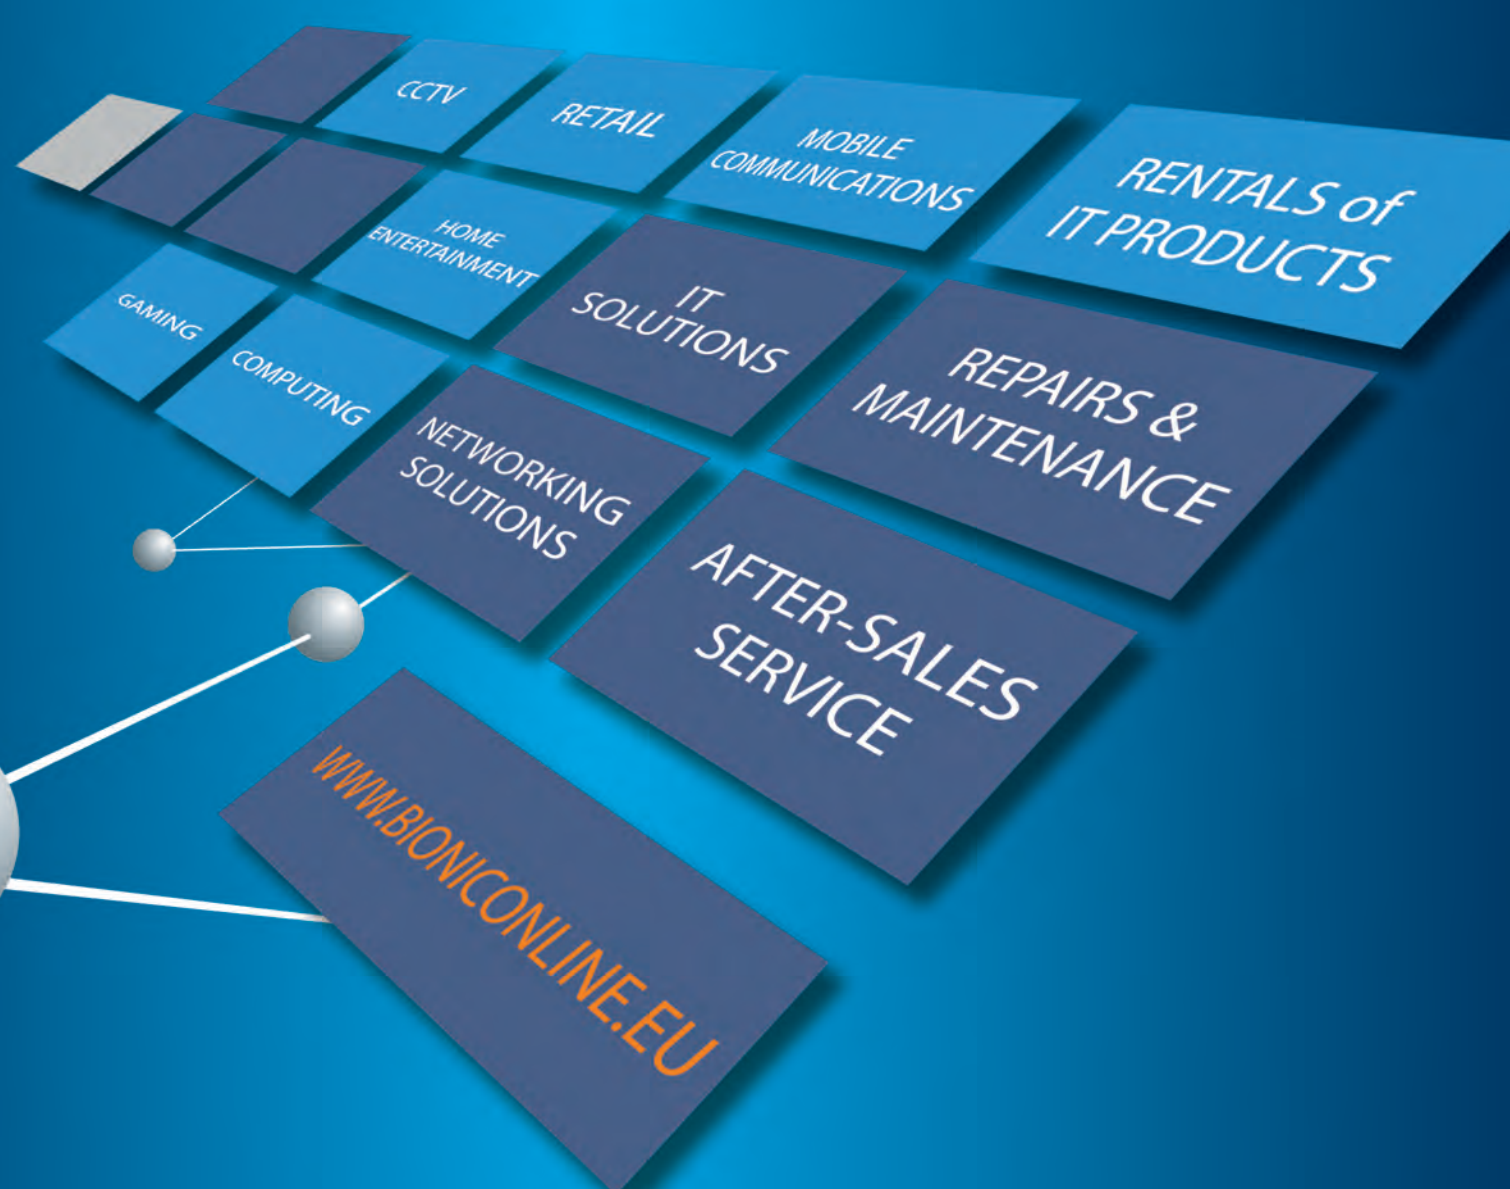 CCTV
RETAIL
MOBILE
COMMUNICATIONS
RENTALS of
IT PRODUCTS
HOME
ENTERTAINMENT
IT
SOLUTIONS
REPAIRS &
MAINTENANCE
GAMING
COMPUTING
NETWORKING
SOLUTIONS
AFTER-SALES
SERVICE
WWW.BIONICONLINE.EU